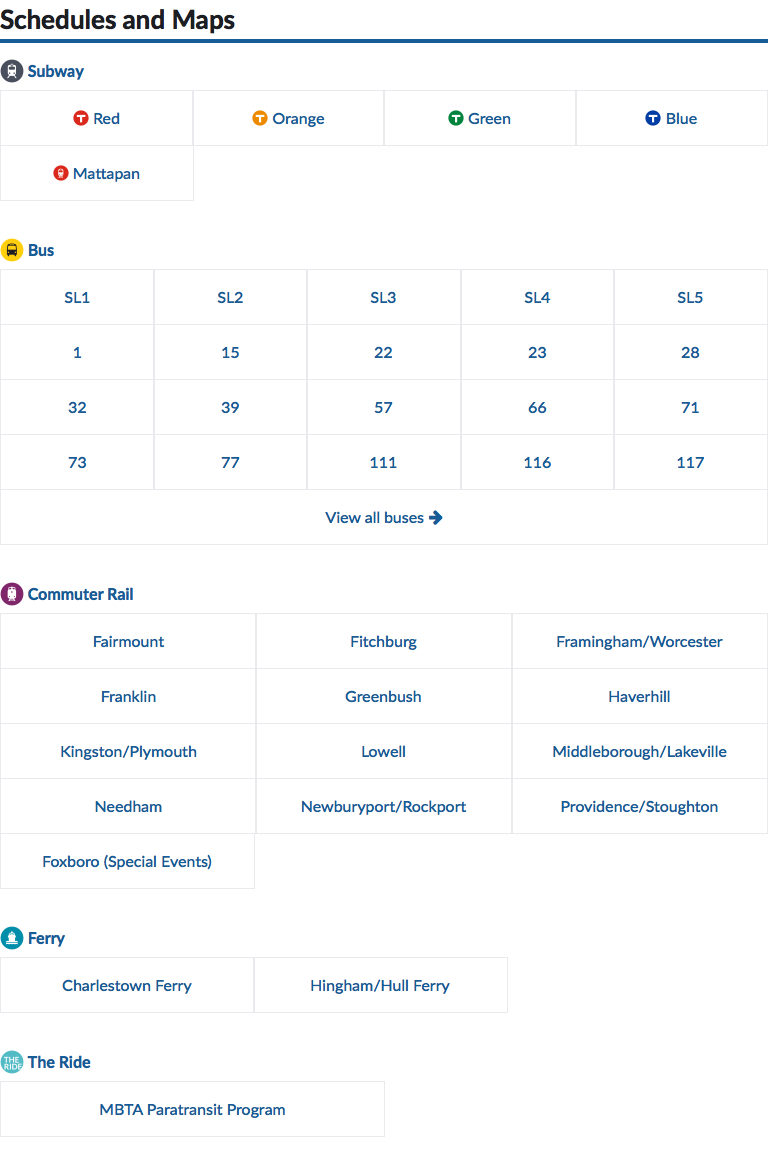 Schedules and Maps
Subway
T Red T Orange T Green T Blue
Mattapan
Bus
SL1 SL2 SL3 SL4 SL5
1 15 22 23 28
32 39 57 66 71
73 77 111 116 117
View all buses
Commuter Rail
Fairmount Fitchburg Framingham/Worcester
Franklin Greenbush Haverhill
Kingston/Plymouth Lowell Middleborough/Lakeville
Needham Newburyport/Rockport Providence/Stoughton
Foxboro (Special Events)
Ferry
Charlestown Ferry Hingham/Hull Ferry
THE RIDE The Ride
MBTA Paratransit Program